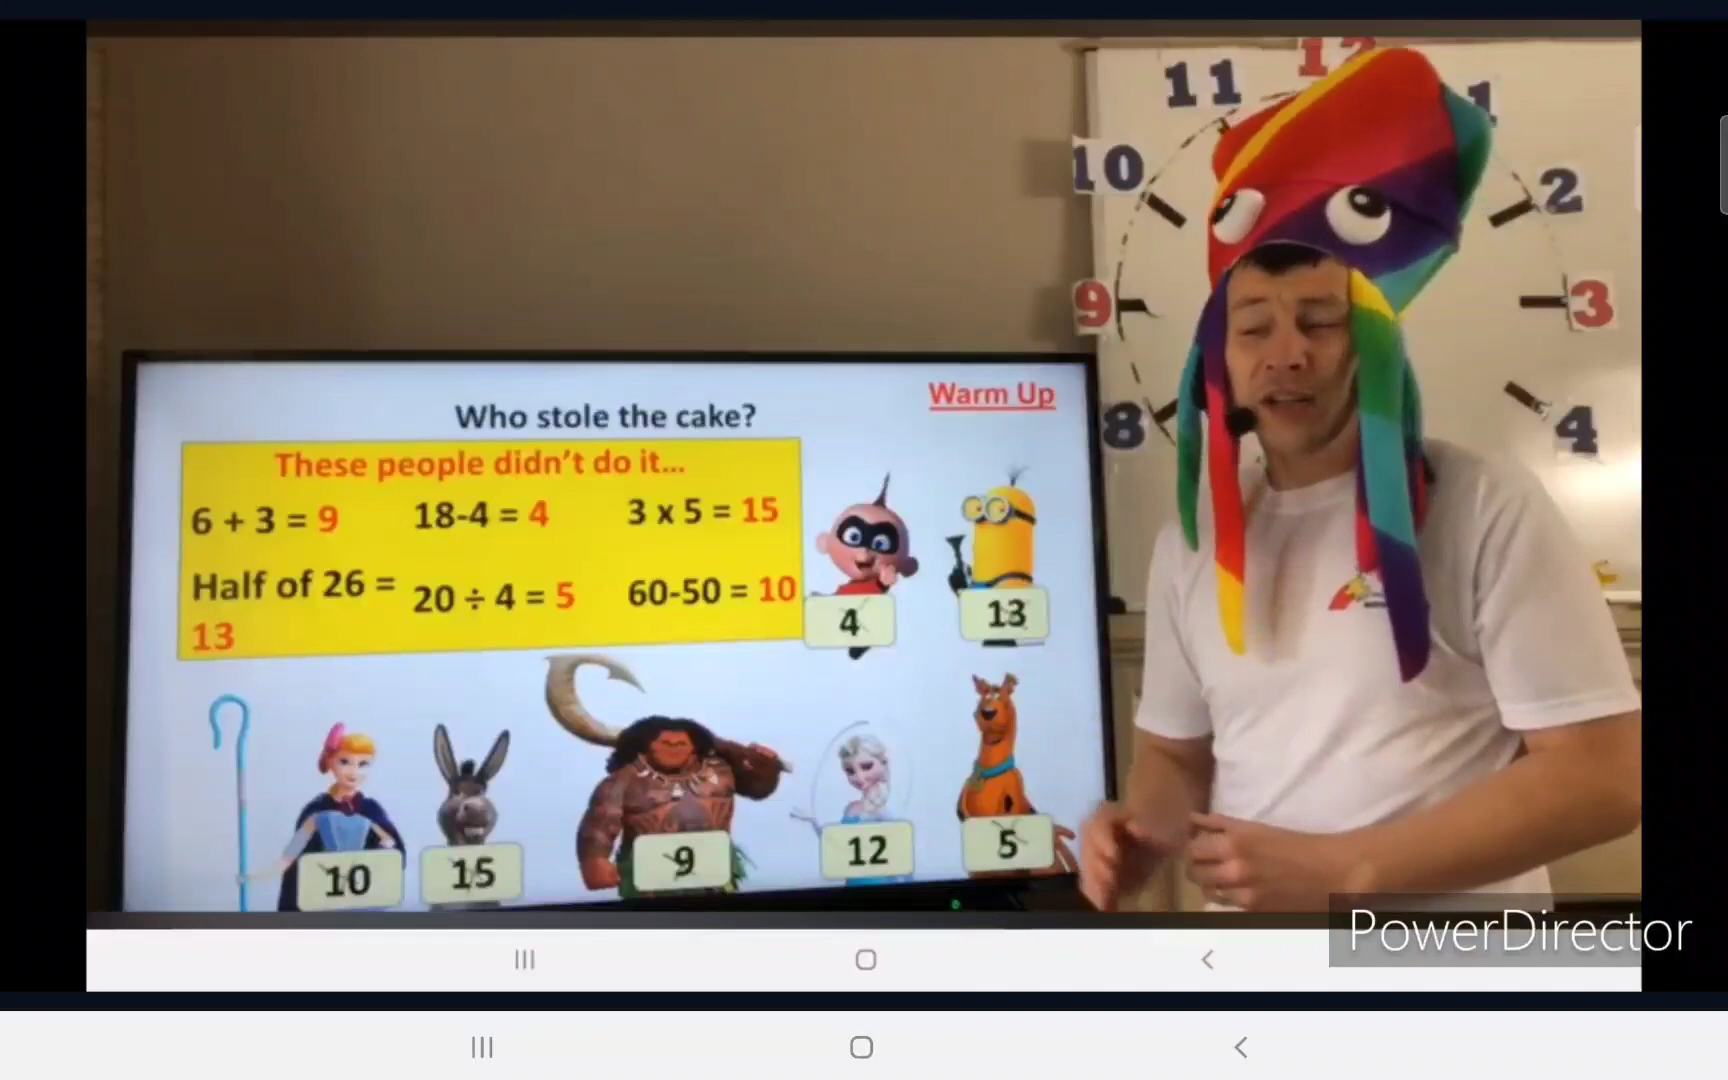 12
11
1
10
2
9
3
8
4
Warm Up
Who stole the cake?
These people didn't do it...
6 + 3 = 9
18-4 = 4
3 x 5 = 15
Half of 26 =
13
20 ÷ 4 = 5
60-50 = 10
4
13
10
15
9
12
5
PowerDirector